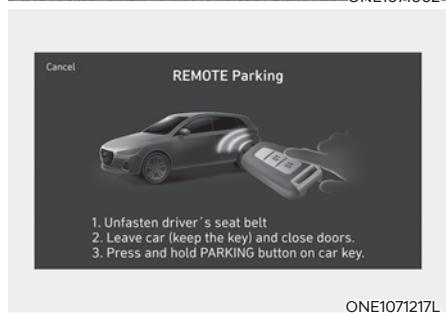 Cancel
REMOTE Parking
1. Unfasten driver´s seat belt
2. Leave car (keep the key) and close doors.
3. Press and hold PARKING button on car key.
ONE1071217L